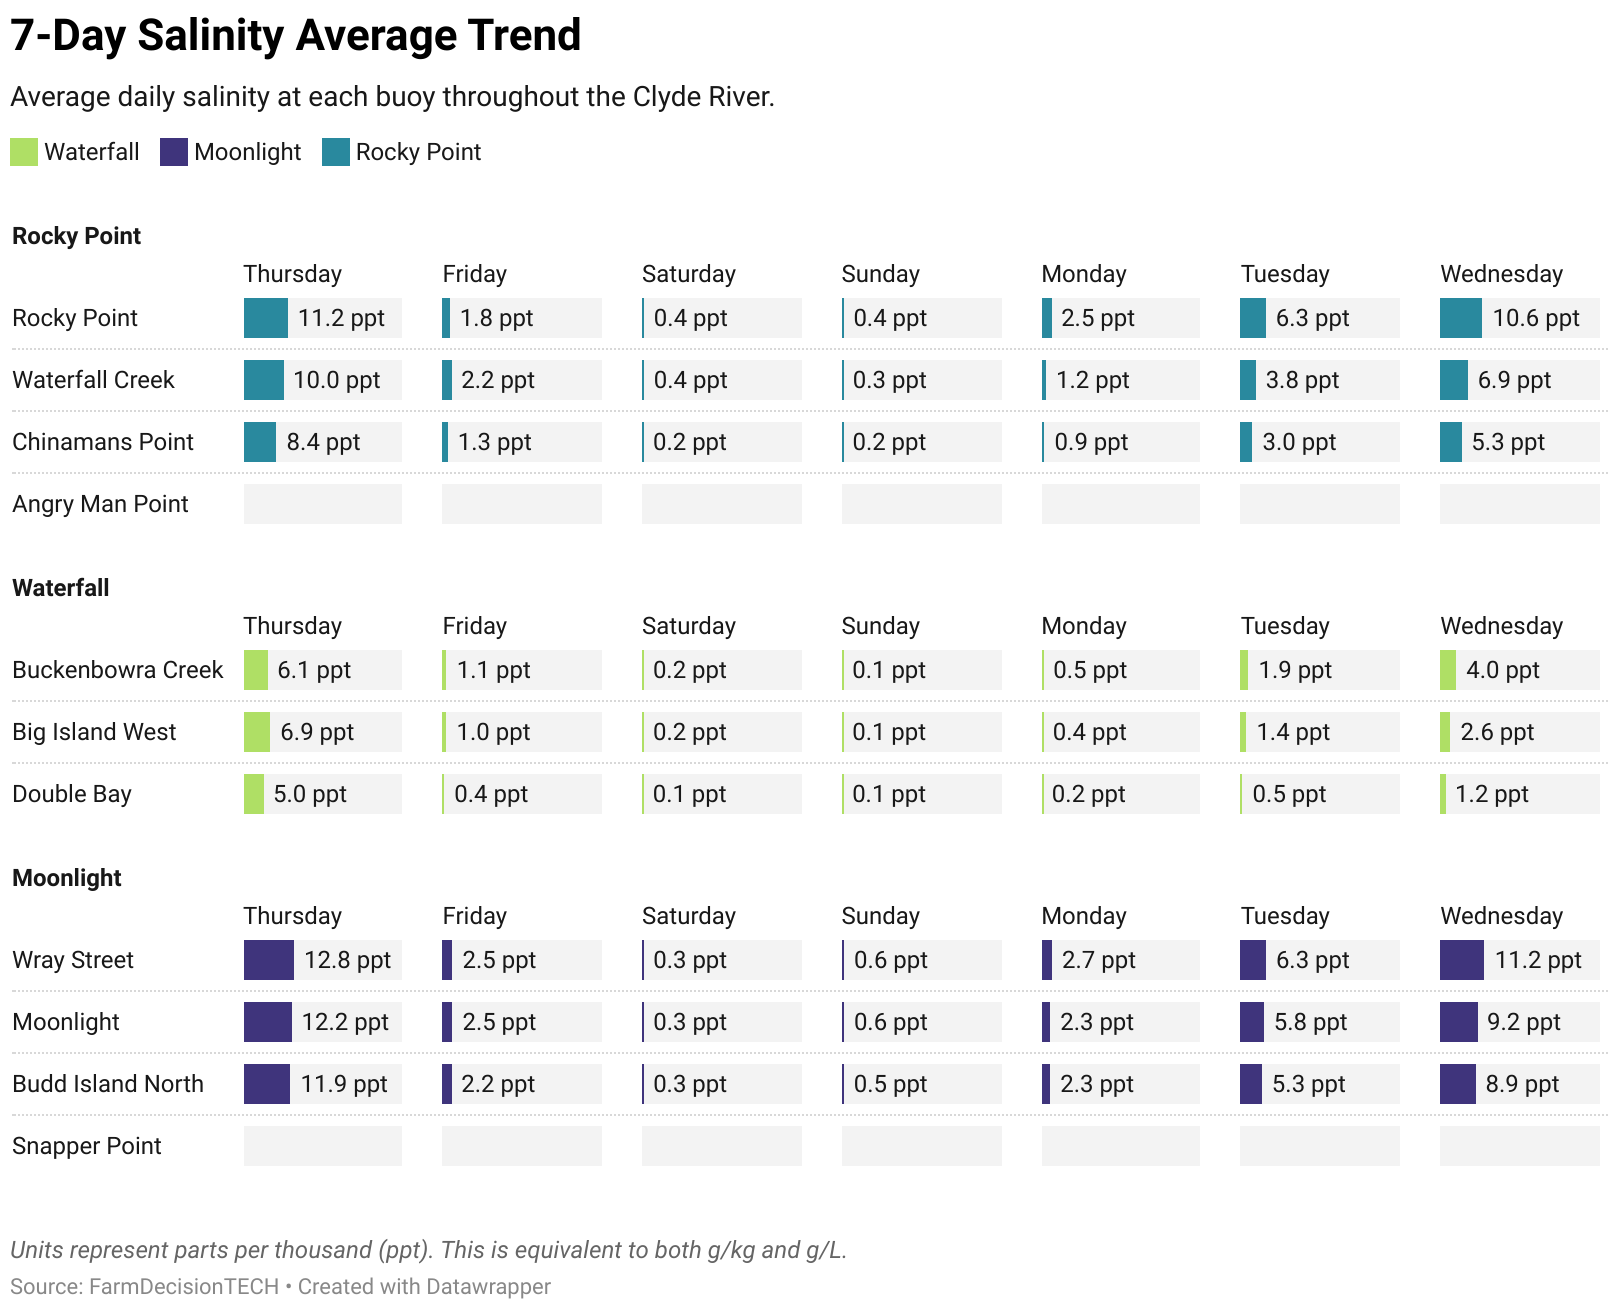 7-Day Salinity Average Trend
Average daily salinity at each buoy throughout the Clyde River.
Waterfall Moonlight Rocky Point
Rocky Point
Thursday Friday Saturday Sunday Monday Tuesday Wednesday
Rocky Point 11.2 ppt 1.8 ppt 0.4 ppt 0.4 ppt 2.5 ppt 6.3 ppt 10.6 ppt
Waterfall Creek 10.0 ppt 2.2 ppt 0.4 ppt 0.3 ppt 1.2 ppt 3.8 ppt 6.9 ppt
Chinamans Point 8.4 ppt 1.3 ppt 0.2 ppt 0.2 ppt 0.9 ppt 3.0 ppt 5.3 ppt
Angry Man Point
Waterfall
Thursday Friday Saturday Sunday Monday Tuesday Wednesday
Buckenbowra Creek 6.1 ppt 1.1 ppt 0.2 ppt 0.1 ppt 0.5 ppt 1.9 ppt 4.0 ppt
Big Island West 6.9 ppt 1.0 ppt 0.2 ppt 0.1 ppt 0.4 ppt 1.4 ppt 2.6 ppt
Double Bay 5.0 ppt 0.4 ppt 0.1 ppt 0.1 ppt 0.2 ppt 0.5 ppt 1.2 ppt
Moonlight
Thursday Friday Saturday Sunday Monday Tuesday Wednesday
Wray Street 12.8 ppt 2.5 ppt 0.3 ppt 0.6 ppt 2.7 ppt 6.3 ppt 11.2 ppt
Moonlight 12.2 ppt 2.5 ppt 0.3 ppt 0.6 ppt 2.3 ppt 5.8 ppt 9.2 ppt
Budd Island North 11.9 ppt 2.2 ppt 0.3 ppt 0.5 ppt 2.3 ppt 5.3 ppt 8.9 ppt
Snapper Point
Units represent parts per thousand (ppt). This is equivalent to both g/kg and g/L.
Source: FarmDecisionTECH • Created with Datawrapper